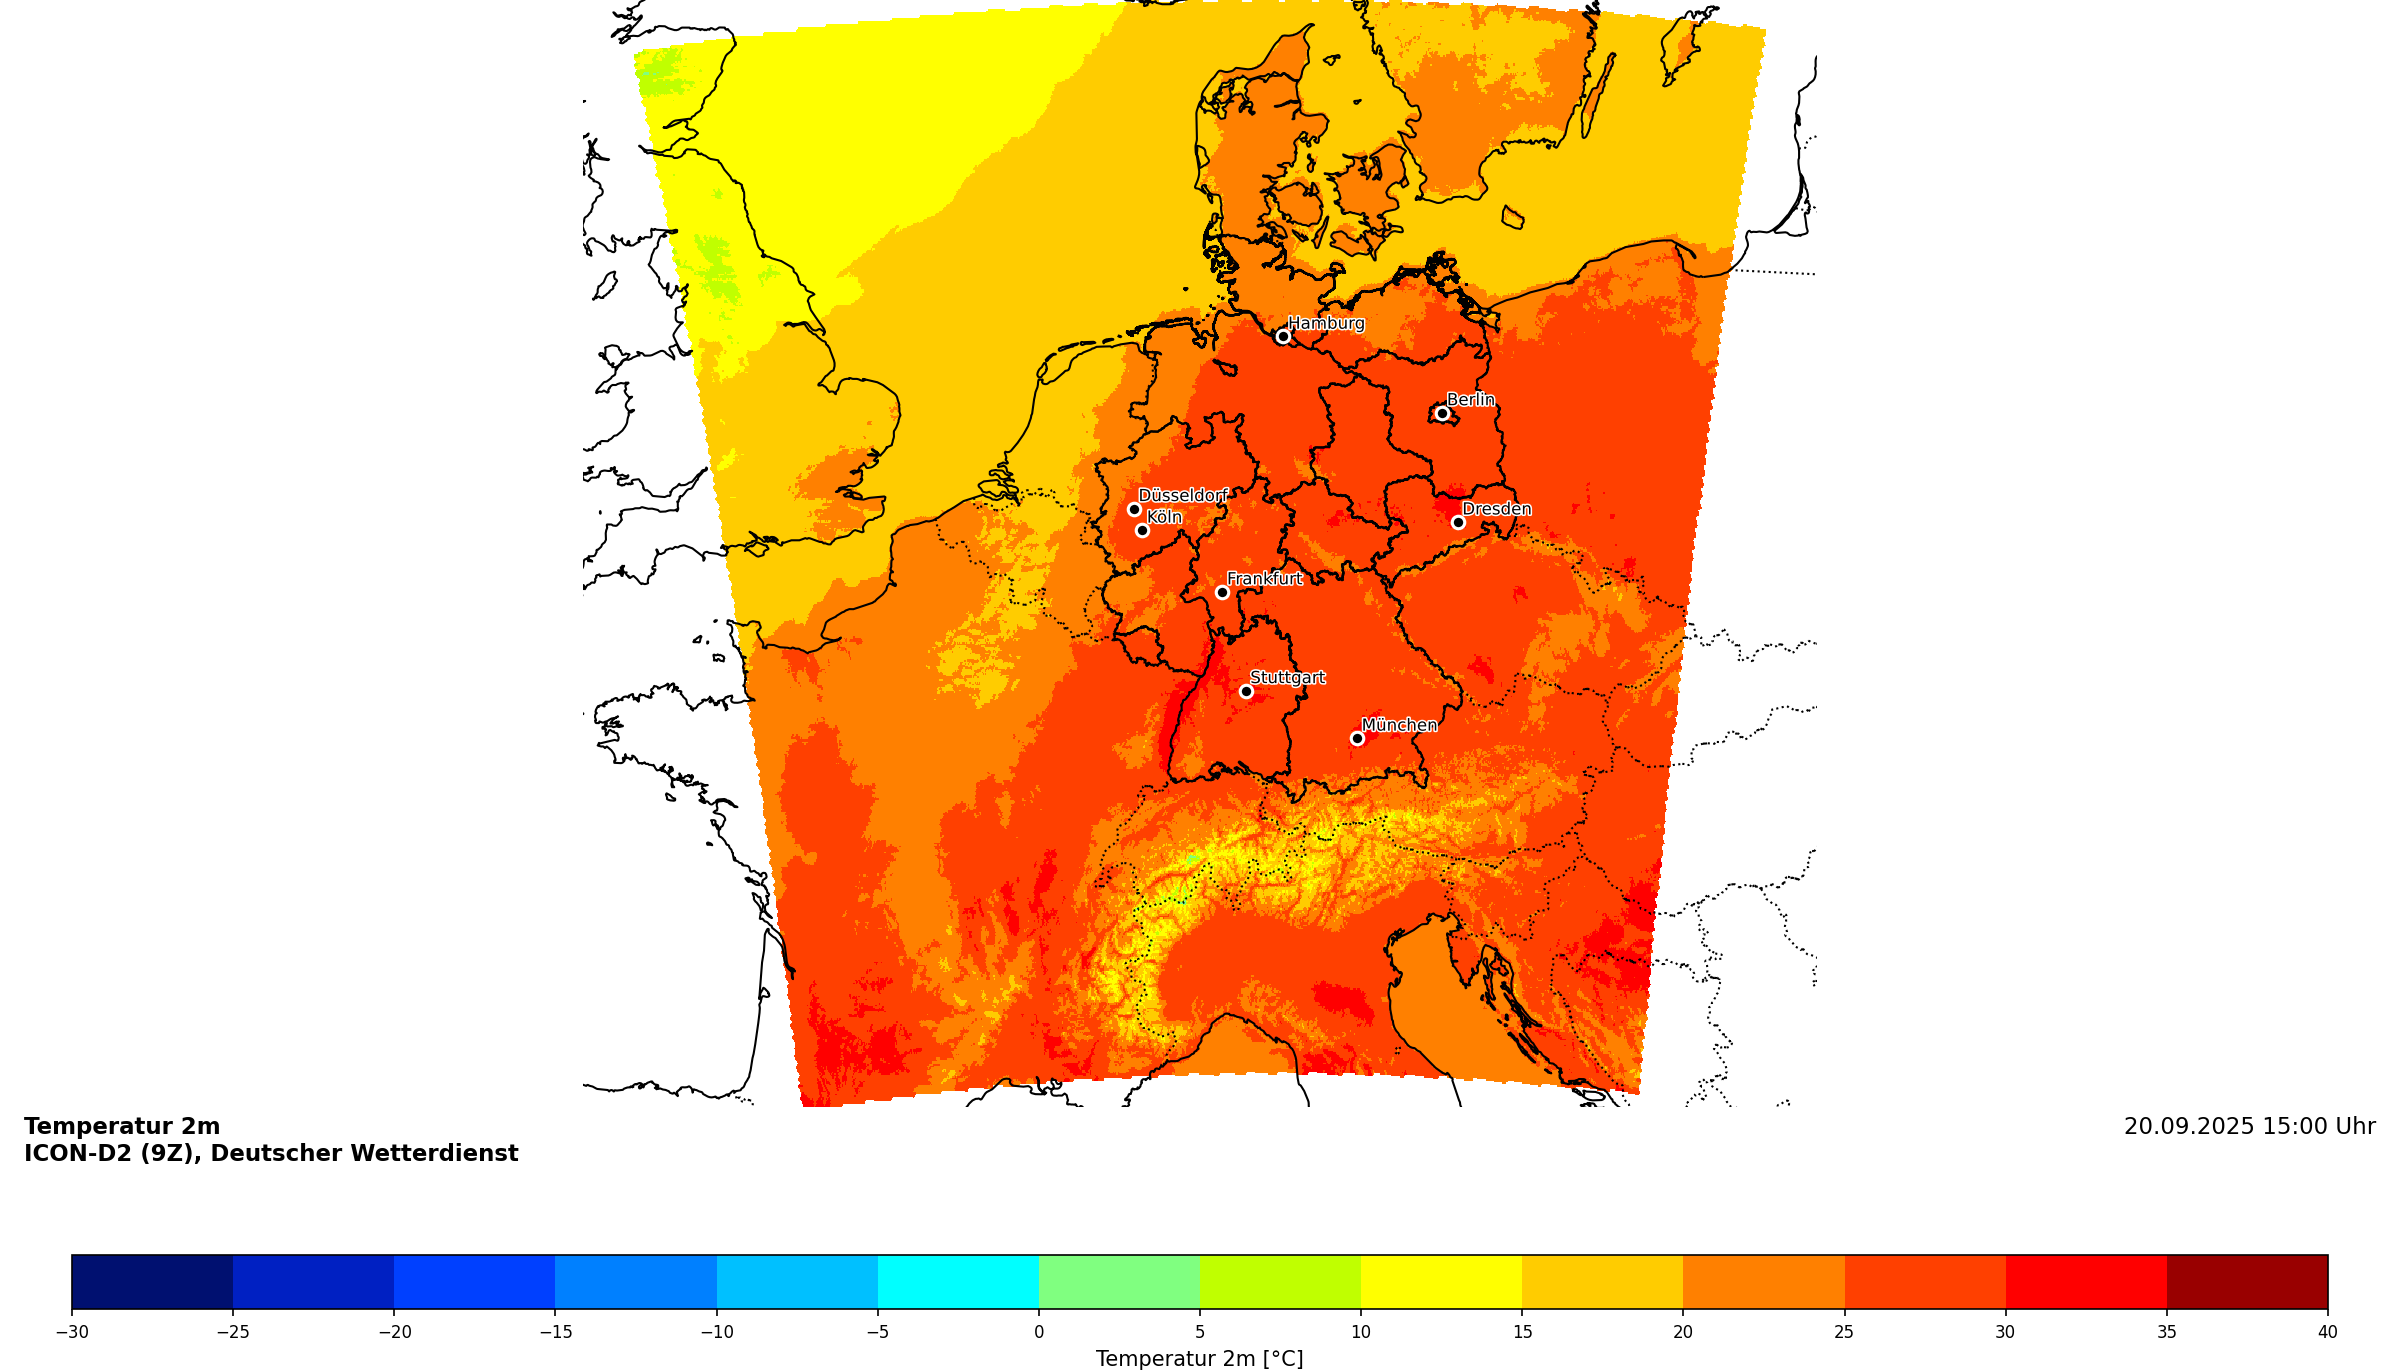 Hamburg
Berlin
Düsseldorf
Köln
Dresden
Frankfurt
Stuttgart
München
Temperatur 2m
ICON-D2 (9Z), Deutscher Wetterdienst
20.09.2025 15:00 Uhr
−30 −25 −20 −15 −10 −5 0 5 10 15 20 25 30 35 40
Temperatur 2m [°C]